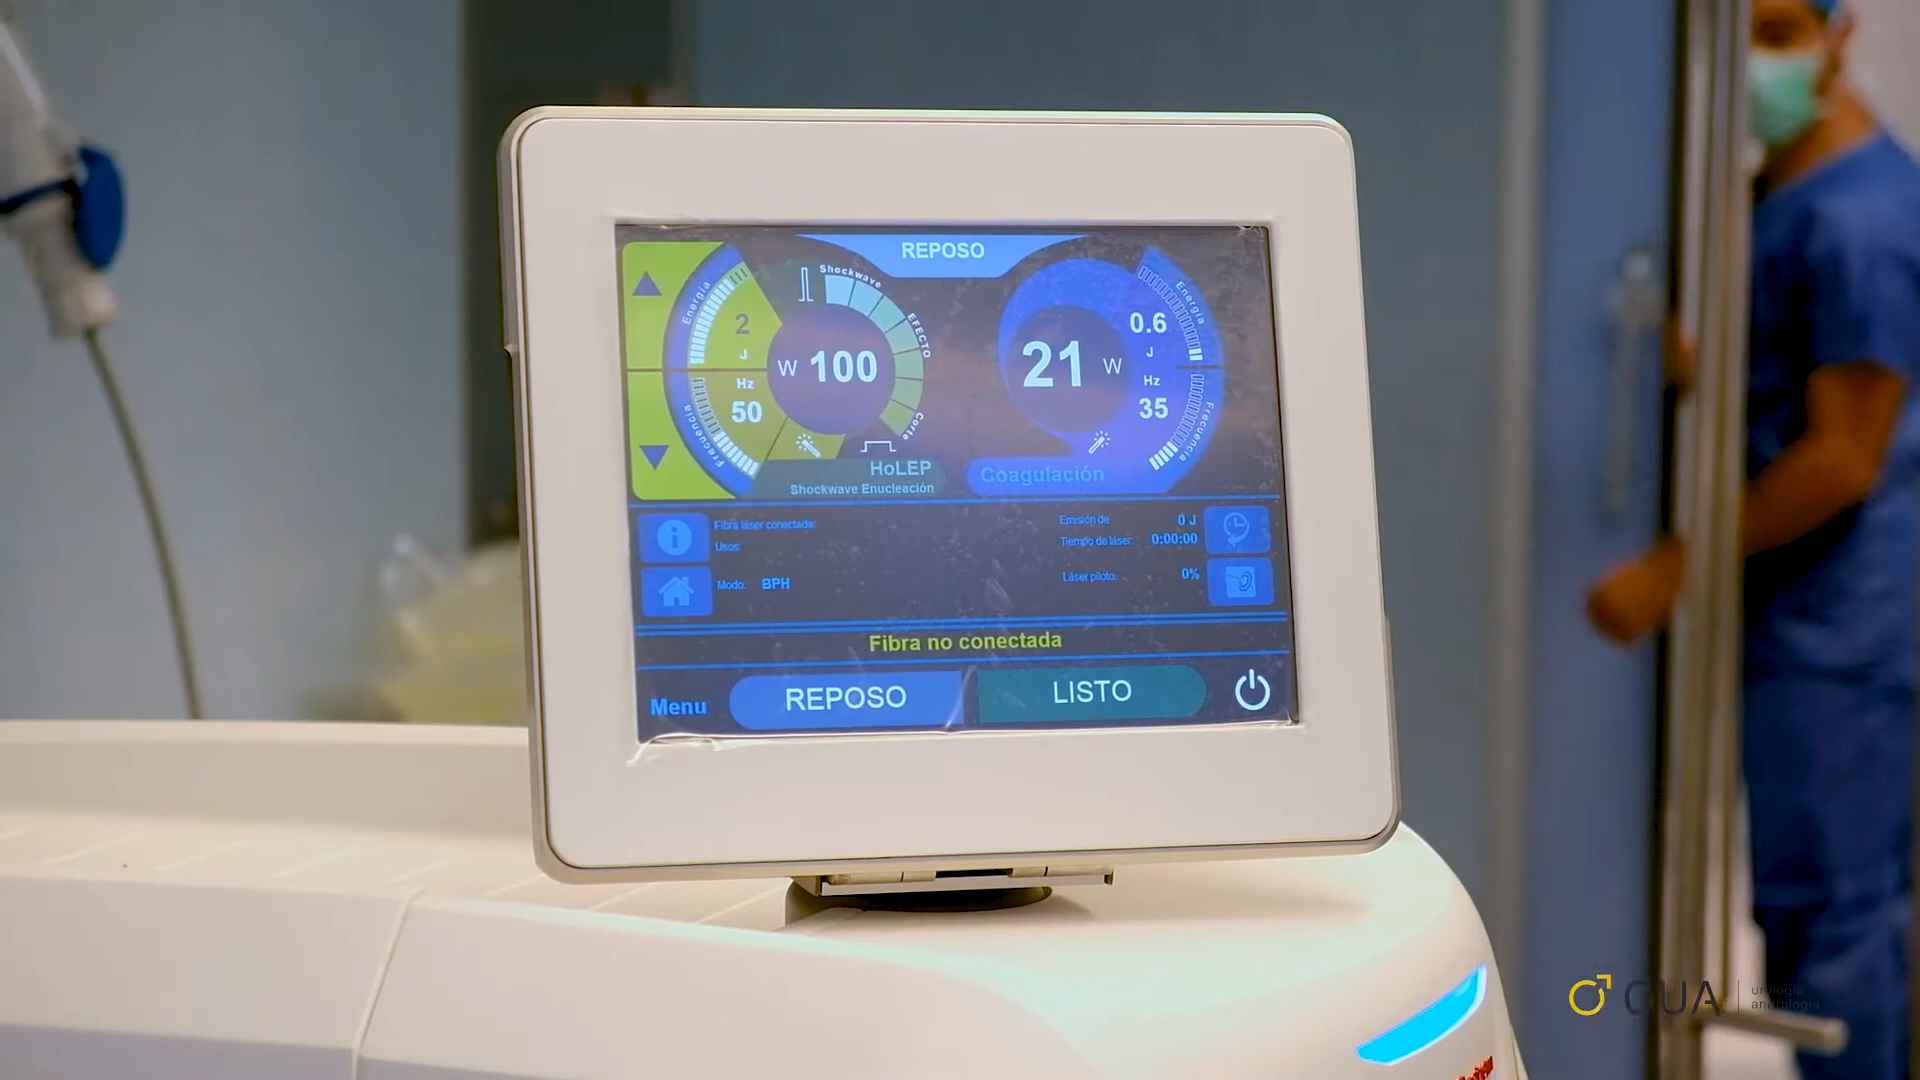 REPOSO
Energía
2
J
Hz
50
Frecuencia
Shockwave
EFECTO
Corte
W 100
HoLEP
Shockwave Enucleación
21 W
0.6
J
Hz
35
Energía
Frecuencia
Coagulación
Fibra láser conectada:
Usos:
Modo: BPH
Emisión de 0 J
Tiempo de láser: 0:00:00
Láser piloto: 0%
Fibra no conectada
Menu
REPOSO
LISTO
OUA
urología
andrología